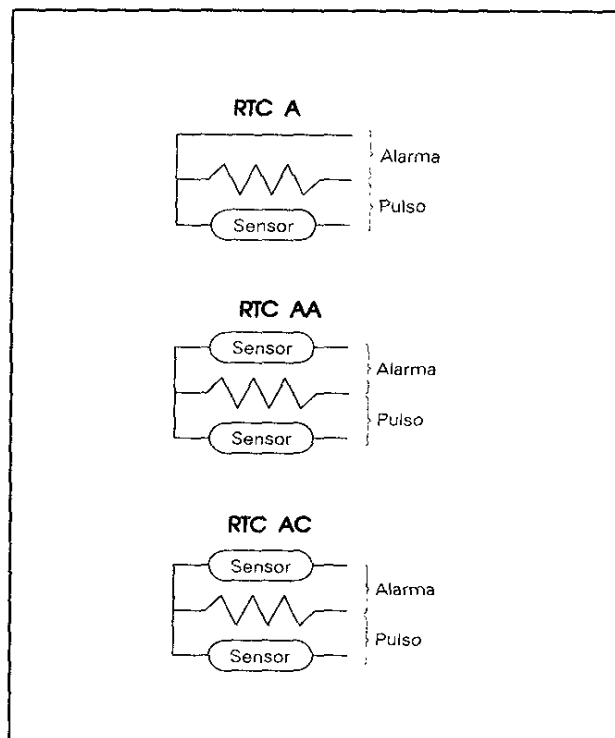 RTC A
Alarma
Pulso
Sensor
RTC AA
Sensor
Alarma
Pulso
Sensor
RTC AC
Sensor
Alarma
Pulso
Sensor